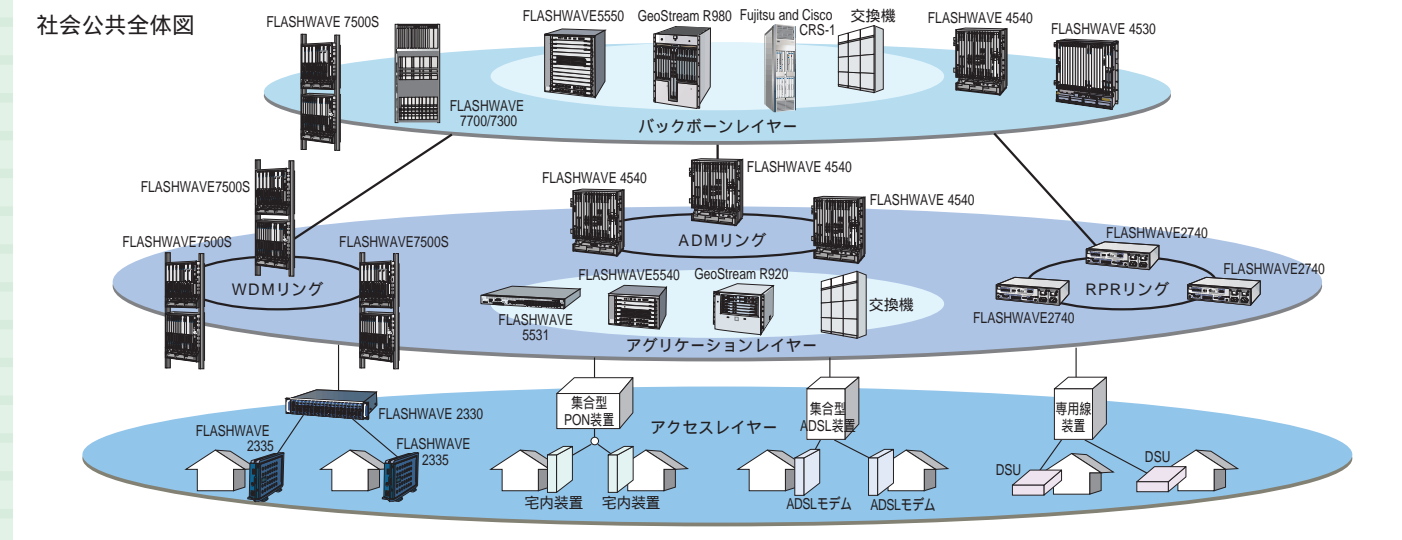 社会公共全体図
FLASHWAVE 7500S
FLASHWAVE
7700/7300
FLASHWAVE5550
GeoStream R980
Fujitsu and Cisco
CRS-1
交換機
FLASHWAVE 4540
FLASHWAVE 4530
バックボーンレイヤー
FLASHWAVE7500S
FLASHWAVE7500S
FLASHWAVE7500S
WDMリング
FLASHWAVE 4540
FLASHWAVE 4540
FLASHWAVE 4540
ADMリング
FLASHWAVE2740
FLASHWAVE2740
FLASHWAVE2740
RPRリング
FLASHWAVE
5531
FLASHWAVE5540
GeoStream R920
交換機
アグリケーションレイヤー
FLASHWAVE 2330
FLASHWAVE
2335
FLASHWAVE
2335
集合型
PON装置
宅内装置
宅内装置
アクセスレイヤー
集合型
ADSL装置
ADSLモデム
ADSLモデム
専用線
装置
DSU
DSU